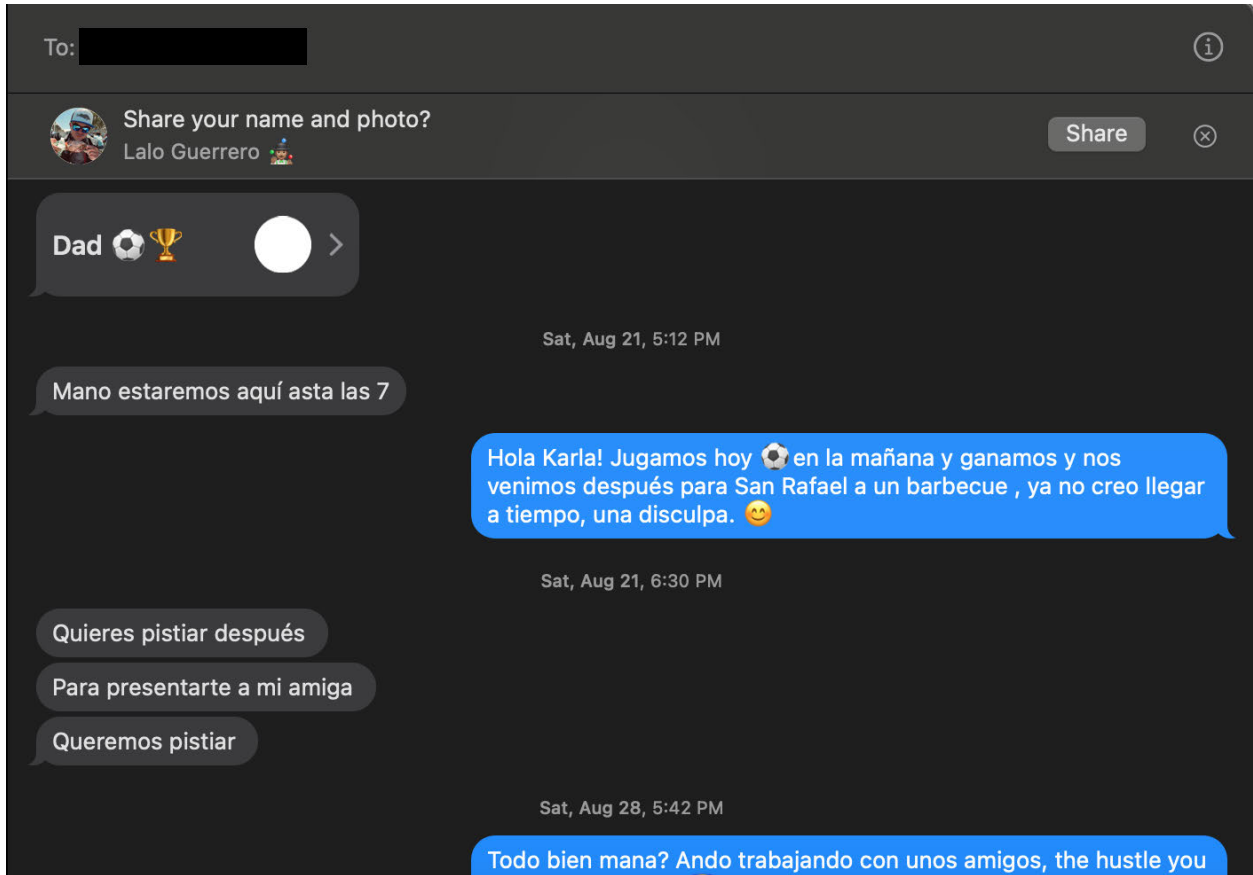 To:
Share your name and photo?
Lalo Guerrero
Share
Dad ⚽🏆
Sat, Aug 21, 5:12 PM
Mano estaremos aquí asta las 7
Hola Karla! Jugamos hoy ⚽ en la mañana y ganamos y nos
venimos después para San Rafael a un barbecue , ya no creo llegar
a tiempo, una disculpa. 😊
Sat, Aug 21, 6:30 PM
Quieres pistiar después
Para presentarte a mi amiga
Queremos pistiar
Sat, Aug 28, 5:42 PM
Todo bien mana? Ando trabajando con unos amigos, the hustle you